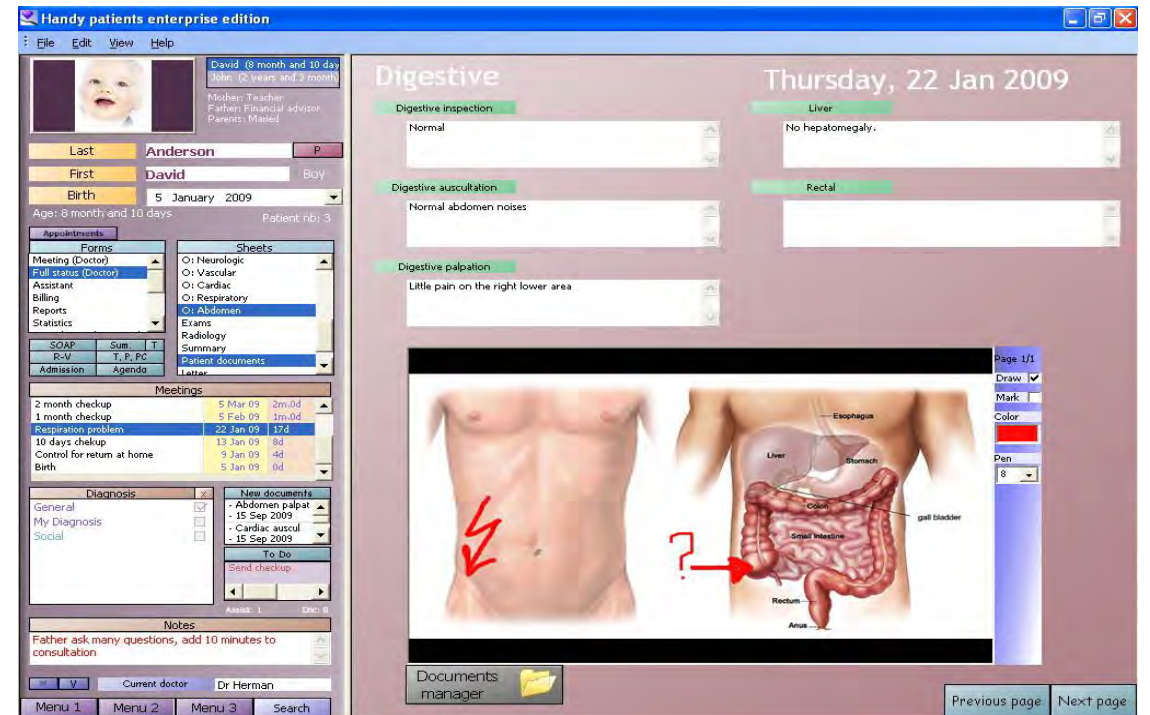 Handy patients enterprise edition
File Edit View Help
David (8 month and 10 day
John (2 years and 3 month
Mother: Teacher
Father: Financial advisor
Parents: Maried
Last Anderson P
First David Boy
Birth 5 January 2009
Age: 8 month and 10 days Patient nb: 3
Appointments
Forms
Meeting (Doctor)
Full status (Doctor)
Assistant
Billing
Reports
Statistics
Sheets
O: Neurologic
O: Vascular
O: Cardiac
O: Respiratory
O: Abdomen
Exams
Radiology
Summary
Patient documents
Letter
SOAP Sum. T
R-V T, P, PC
Admission Agenda
Meetings
2 month checkup 5 Mar 09 2m.0d
1 month checkup 5 Feb 09 1m.0d
Respiration problem 22 Jan 09 17d
10 days chekup 13 Jan 09 8d
Control for return at home 9 Jan 09 4d
Birth 5 Jan 09 0d
Diagnosis x
General
My Diagnosis
Social
New documents
- Abdomen palpat
- 15 Sep 2009
- Cardiac auscul
- 15 Sep 2009
To Do
Send checkup
Assist: 1 Doc: 0
Notes
Father ask many questions, add 10 minutes to
consultation
V Current doctor Dr Herman
Menu 1 Menu 2 Menu 3 Search
Digestive Thursday, 22 Jan 2009
Digestive inspection
Normal
Liver
No hepatomegaly.
Digestive auscultation
Normal abdomen noises
Rectal
Digestive palpation
Little pain on the right lower area
Esophagus
Liver
Stomach
Colon
gall bladder
Small intestine
?
Rectum
Anus
Page 1/1
Draw
Mark
Color
Pen
8
Documents
manager
Previous page Next page